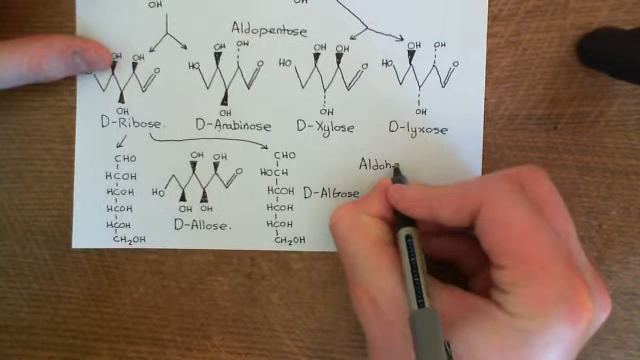 OH
OH
Aldopentose
OH
OH
O
HO
OH
O
HO
OH
OH
O
HO
OH
OH
O
OH
OH
OH
OH
D-Ribose.
D-Arabinose
D-Xylose
D-lyxose
CHO
HCOH
HCOH
HCOH
HCOH
CH2OH
OH
OH
O
HO
OH
OH
D-Allose.
CHO
HOCH
HCOH
HCOH
HCOH
CH2OH
Aldohe
D-Altrose